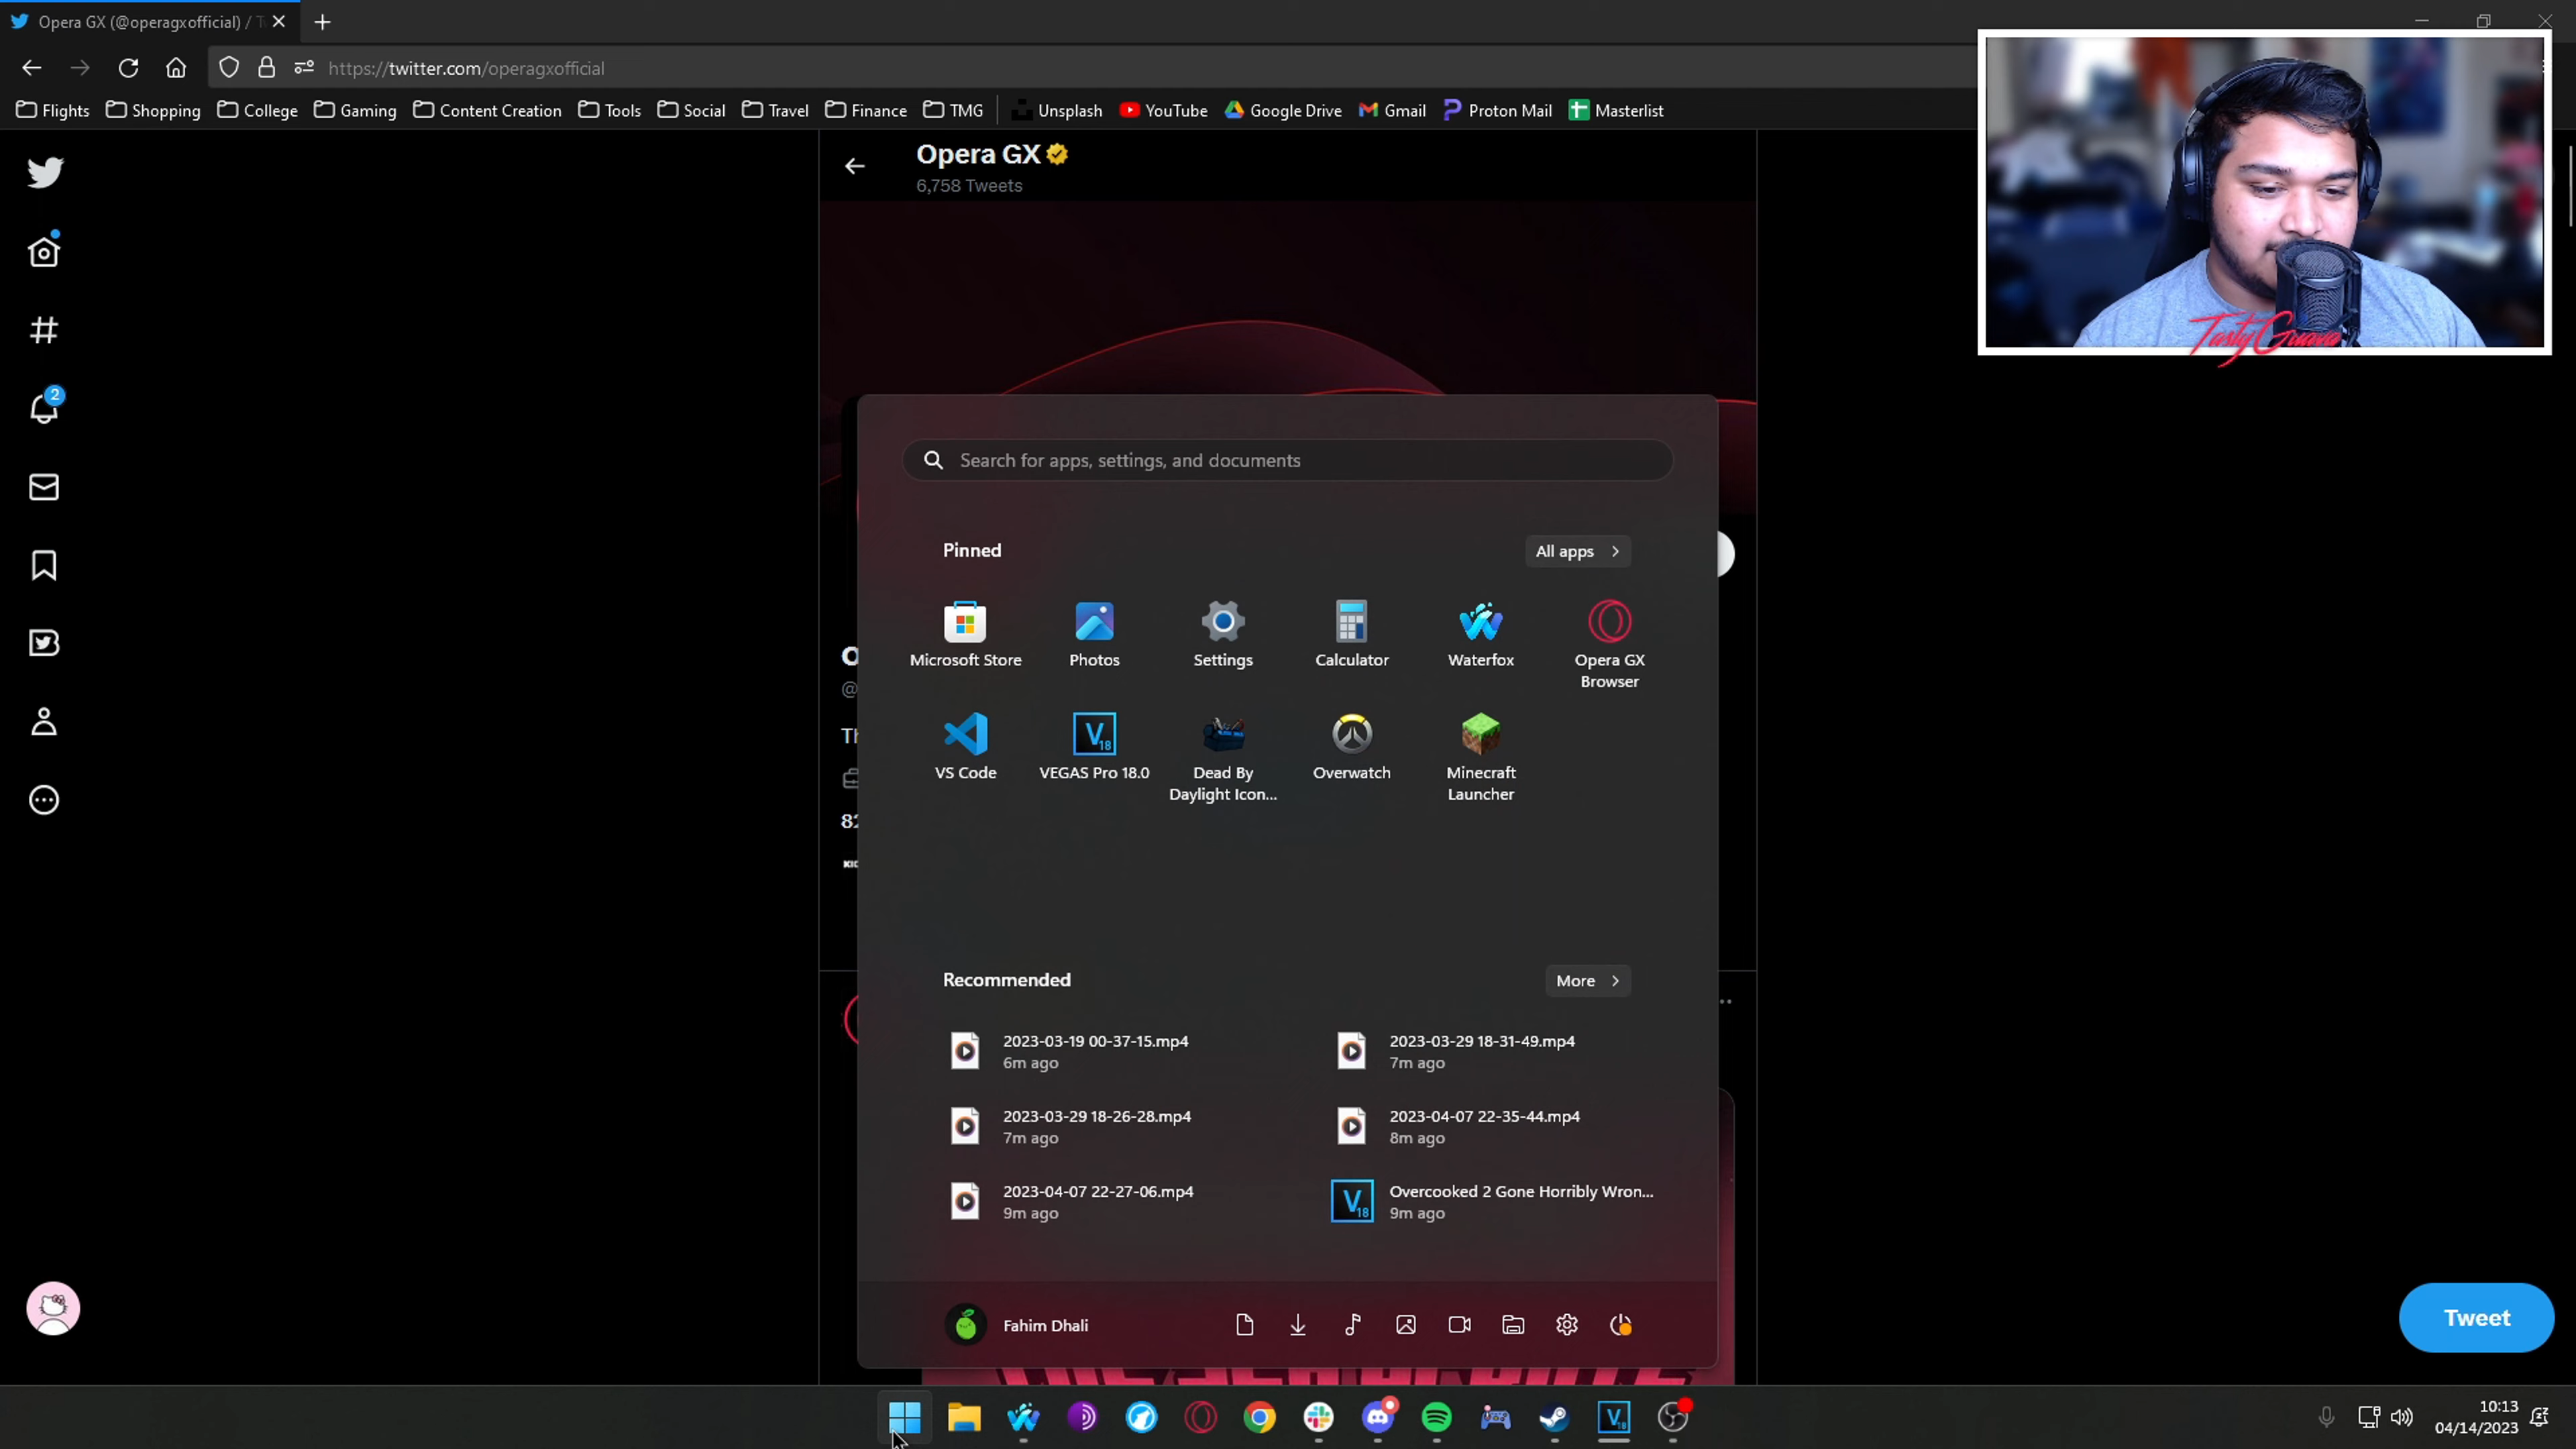 Opera GX (@operagxofficial) / T
https://twitter.com/operagxofficial
Flights Shopping College Gaming Content Creation Tools Social Travel Finance TMG Unsplash YouTube Google Drive Gmail Proton Mail Masterlist
Opera GX
6,758 Tweets
TastyGuava
2
Search for apps, settings, and documents
Pinned
All apps
Microsoft Store
Photos
Settings
Calculator
Waterfox
Opera GX
Browser
VS Code
VEGAS Pro 18.0
Dead By
Daylight Icon...
Overwatch
Minecraft
Launcher
Recommended
More
2023-03-19 00-37-15.mp4
6m ago
2023-03-29 18-31-49.mp4
7m ago
2023-03-29 18-26-28.mp4
7m ago
2023-04-07 22-35-44.mp4
8m ago
2023-04-07 22-27-06.mp4
9m ago
Overcooked 2 Gone Horribly Wron...
9m ago
Fahim Dhali
Tweet
10:13
04/14/2023